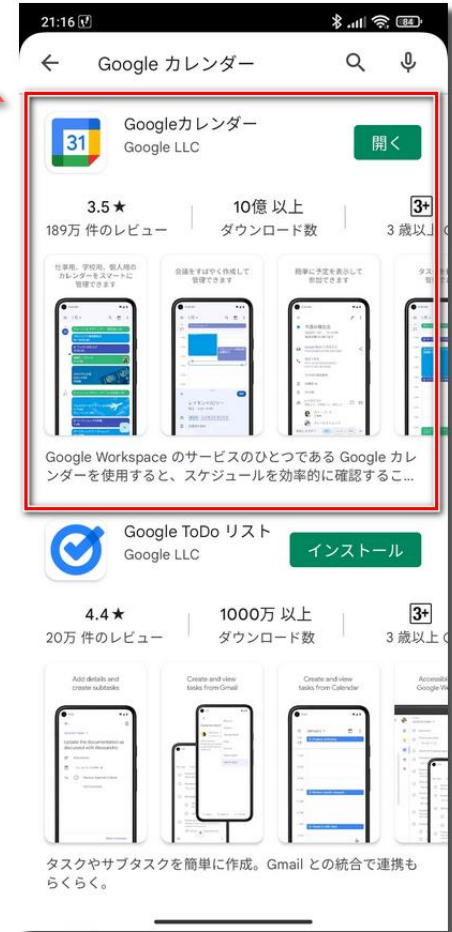 21:16
84
Google カレンダー
31
Googleカレンダー
Google LLC
開く
3.5★
10億 以上
3+
189万 件のレビュー
ダウンロード数
3 歳以上
仕事用、学校用、個人用の
カレンダーをスマートに
管理できます
会議をすばやく作成して
管理できます
簡単に予定を表示して
参加できます
タス
Google Workspace のサービスのひとつである Google カレ
ンダーを使用すると、スケジュールを効率的に確認するこ...
Google ToDo リスト
Google LLC
インストール
4.4★
1000万 以上
3+
20万 件のレビュー
ダウンロード数
3 歳以上
Add details and
create subtasks
Create and view
tasks from Gmail
Create and view
tasks from Calendar
Accessib
Google W
Update the documentation as
discussed with Alessandro
タスクやサブタスクを簡単に作成。Gmail との統合で連携も
らくらく。